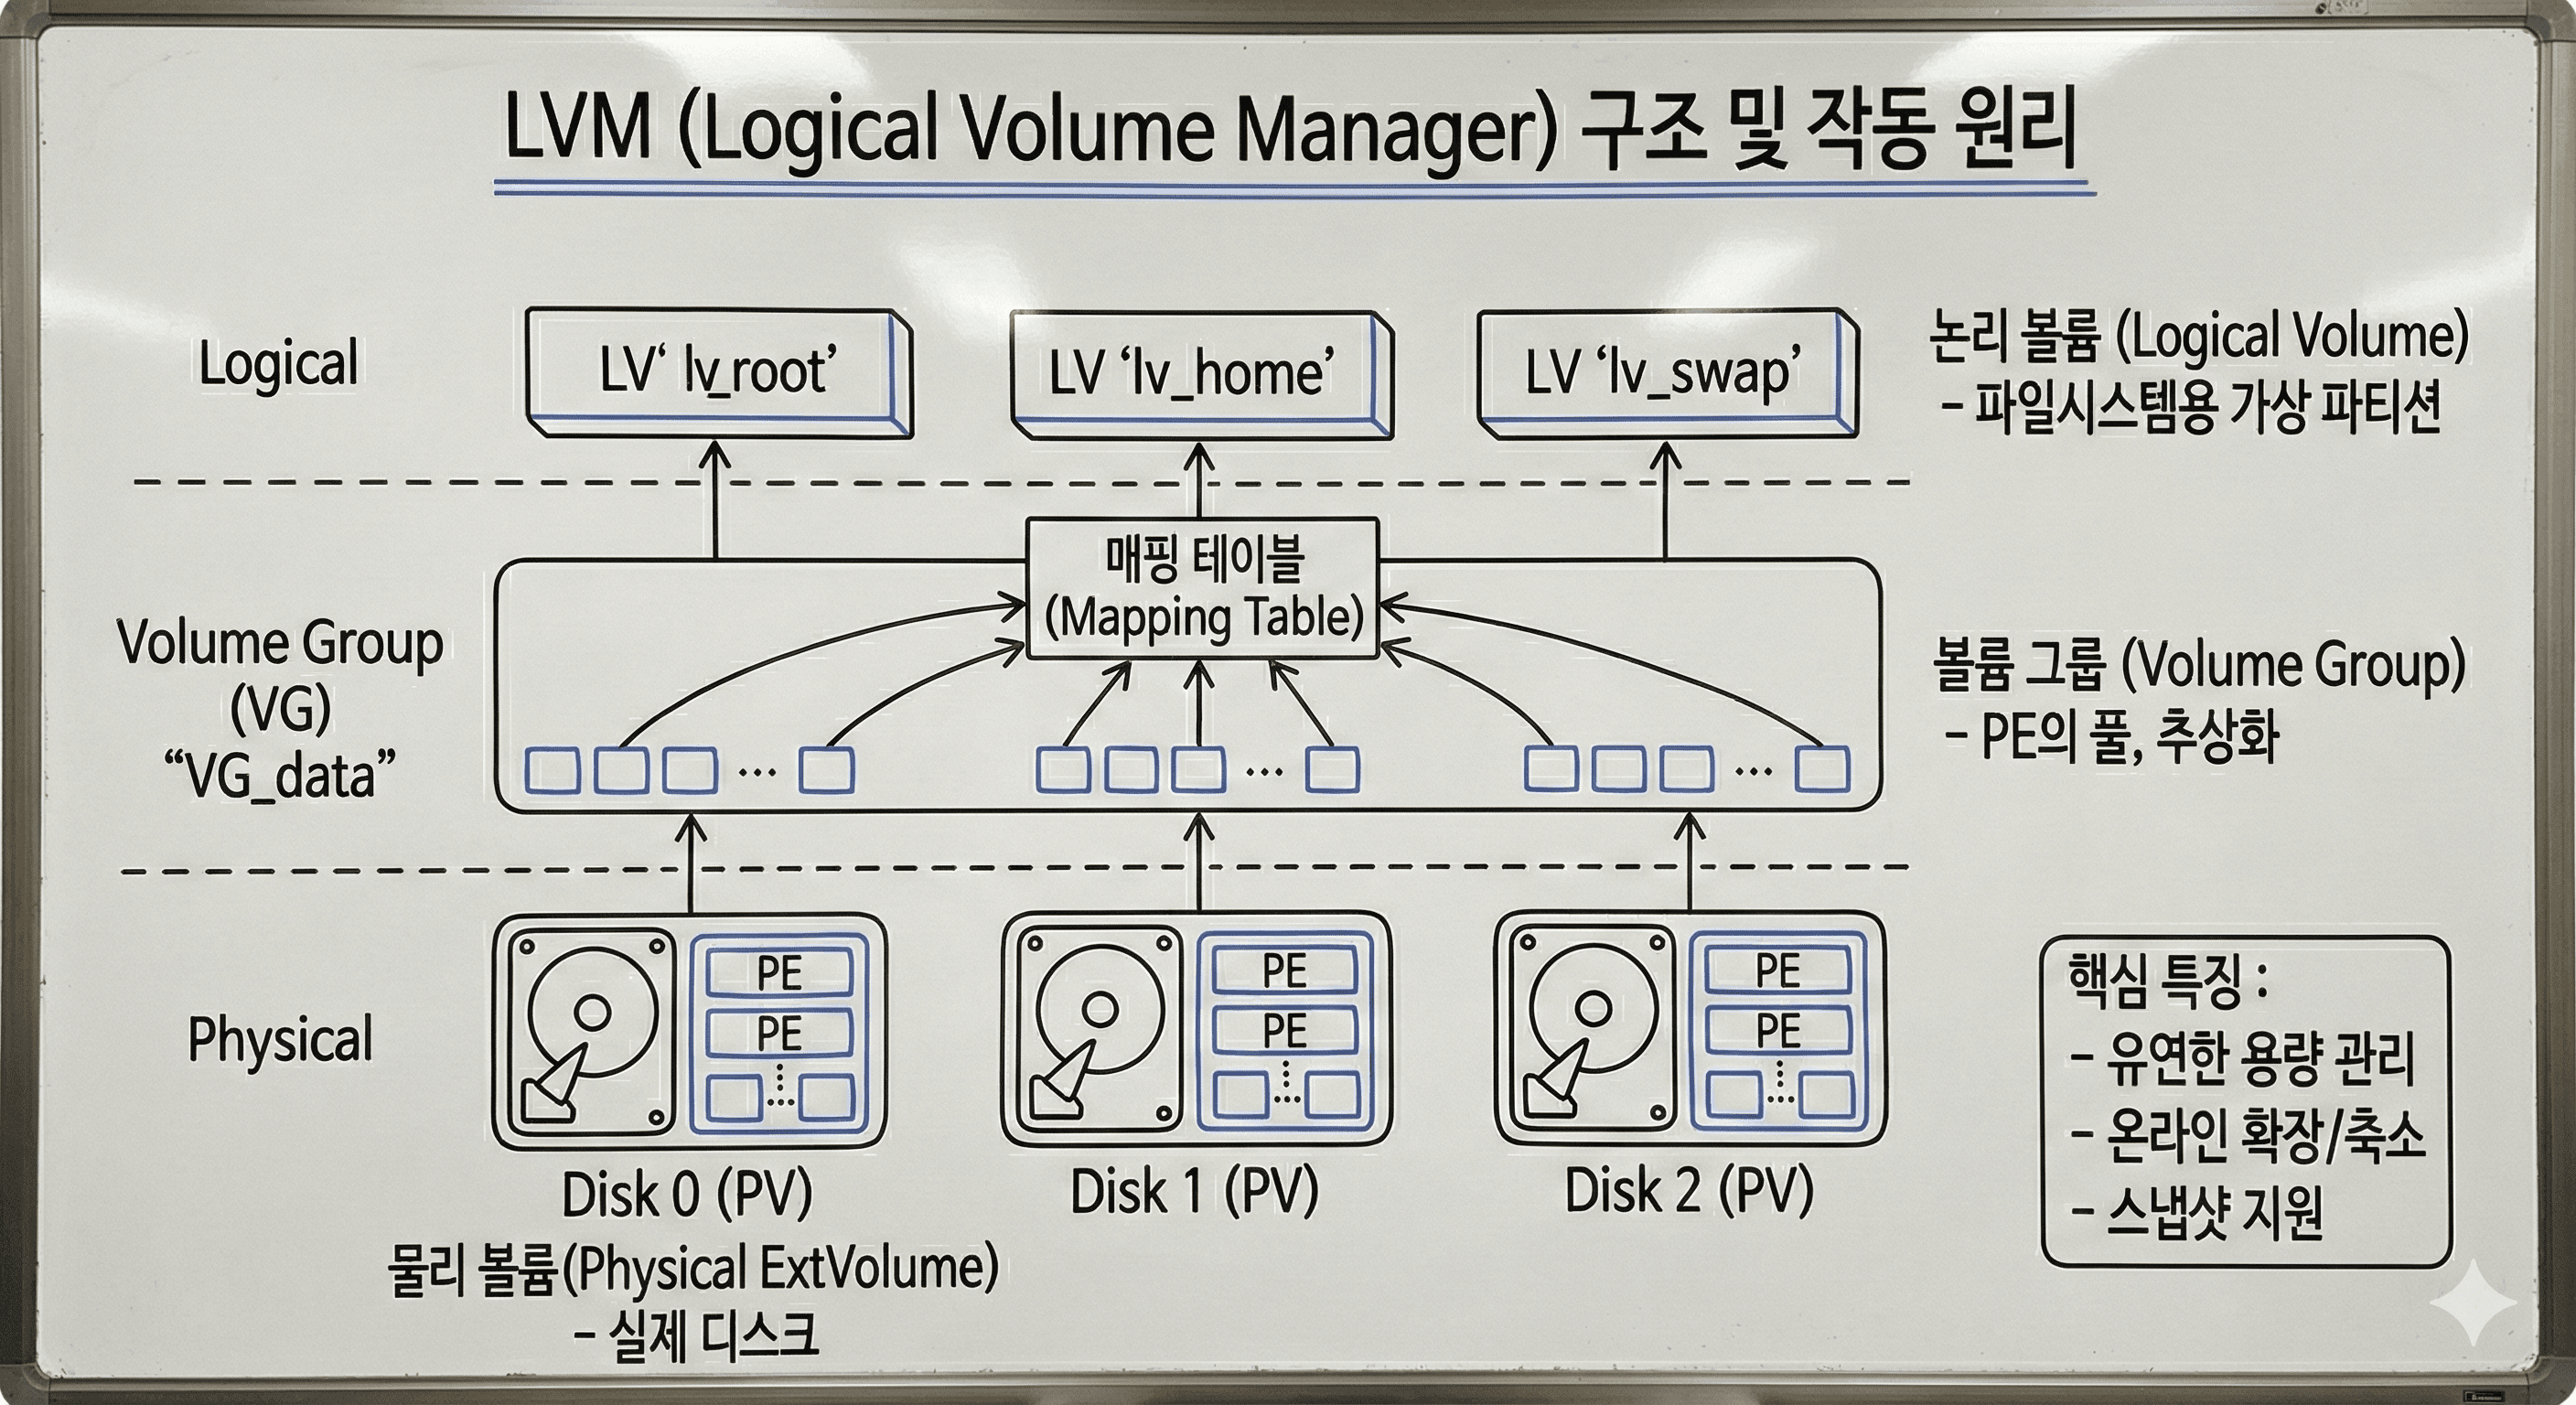 LVM (Logical Volume Manager) 구조 및 작동 원리
Logical
LV‘ lv_root’
LV ‘lv_home’
LV ‘lv_swap’
논리 볼륨 (Logical Volume)
– 파일시스템용 가상 파티션
매핑 테이블
(Mapping Table)
Volume Group
(VG)
“VG_data”
...
...
...
볼륨 그룹 (Volume Group)
– PE의 풀, 추상화
Physical
PE
PE
PE
PE
PE
PE
Disk 0 (PV)
Disk 1 (PV)
Disk 2 (PV)
물리 볼륨(Physical ExtVolume)
– 실제 디스크
핵심 특징 :
– 유연한 용량 관리
– 온라인 확장/축소
– 스냅샷 지원